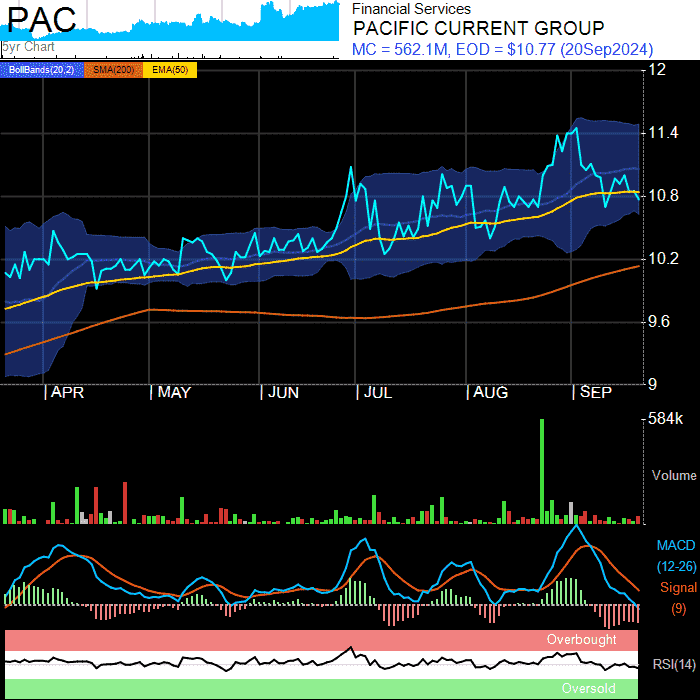 PAC
5yr Chart
Financial Services
PACIFIC CURRENT GROUP
MC = 562.1M, EOD = $10.77 (20Sep2024)
BollBands(20,2) SMA(200) EMA(50)
12
11.4
10.8
10.2
9.6
9
APR MAY JUN JUL AUG SEP
584k
Volume
MACD
(12-26)
Signal
(9)
Overbought
RSI(14)
Oversold